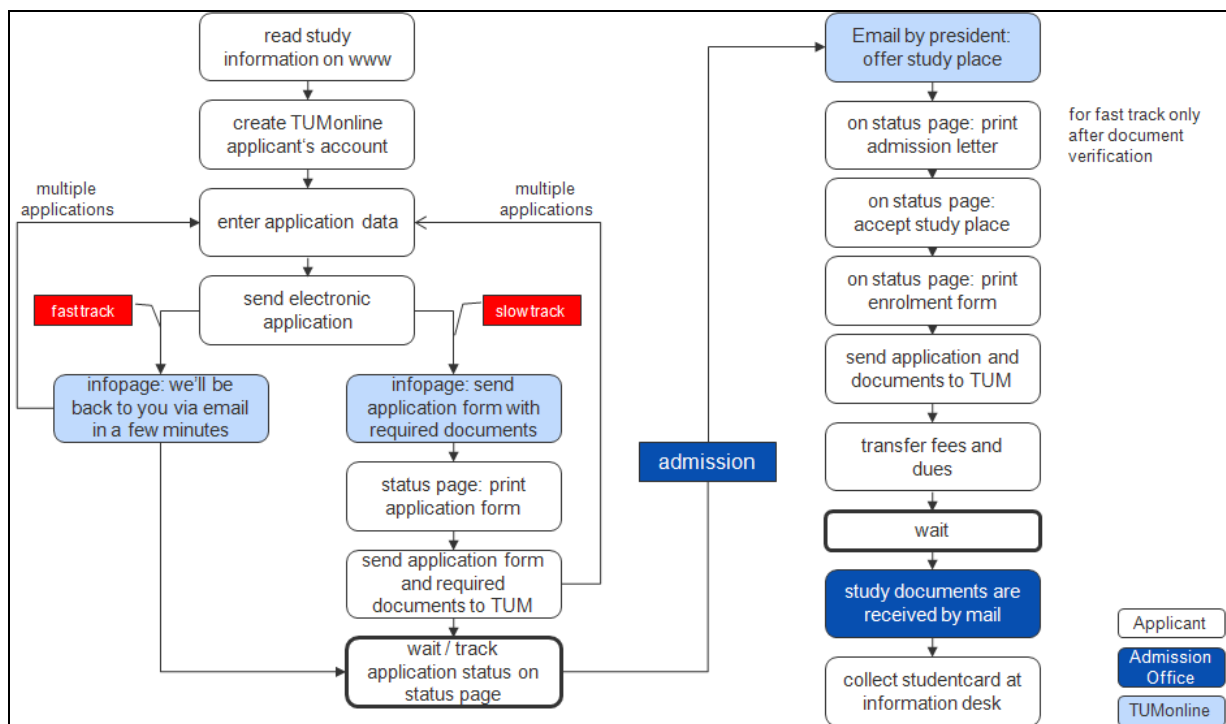 read study
information on www
create TUMonline
applicant's account
multiple
applications
multiple
applications
enter application data
send electronic
application
fast track
slow track
infopage: we'll be
back to you via email
in a few minutes
infopage: send
application form with
required documents
status page: print
application form
send application form
and required
documents to TUM
wait / track
application status on
status page
admission
Email by president:
offer study place
on status page: print
admission letter
for fast track only
after document
verification
on status page:
accept study place
on status page: print
enrolment form
send application and
documents to TUM
transfer fees and
dues
wait
study documents are
received by mail
collect studentcard at
information desk
Applicant
Admission
Office
TUMonline